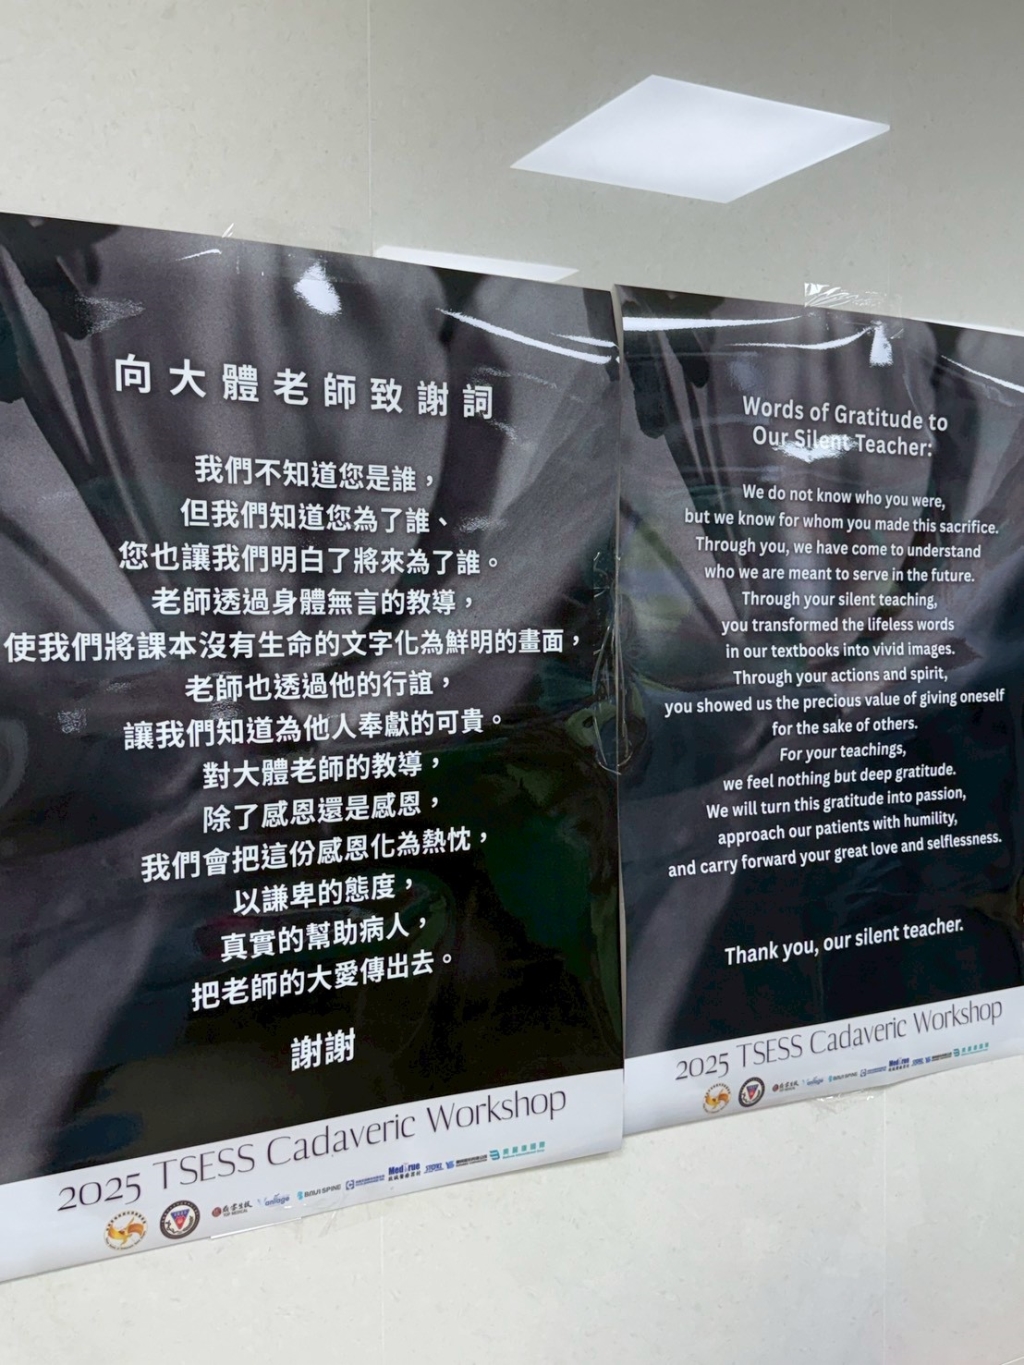 向大體老師致謝詞
我們不知道您是誰，
但我們知道您為了誰、
您也讓我們明白了將來為了誰。
老師透過身體無言的教導，
使我們將課本沒有生命的文字化為鮮明的畫面，
老師也透過他的行誼，
讓我們知道為他人奉獻的可貴。
對大體老師的教導，
除了感恩還是感恩，
我們會把這份感恩化為熱忱，
以謙卑的態度，
真實的幫助病人，
把老師的大愛傳出去。
謝謝
2025 TSESS Cadaveric Workshop
BAUI SPINE
Words of Gratitude to
Our Silent Teacher:
We do not know who you were,
but we know for whom you made this sacrifice.
Through you, we have come to understand
who we are meant to serve in the future.
Through your silent teaching,
you transformed the lifeless words
in our textbooks into vivid images.
Through your actions and spirit,
you showed us the precious value of giving oneself
for the sake of others.
For your teachings,
we feel nothing but deep gratitude.
We will turn this gratitude into passion,
approach our patients with humility,
and carry forward your great love and selflessness.
Thank you, our silent teacher.
2025 TSESS Cadaveric Workshop